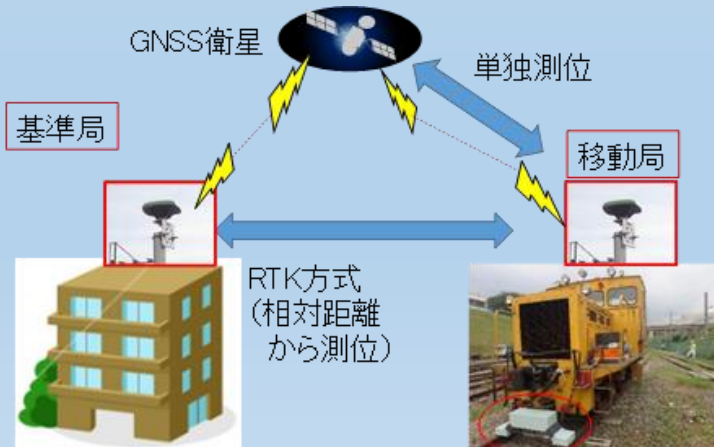 GNSS衛星
単独測位
基準局
移動局
RTK方式
(相対距離
から測位)